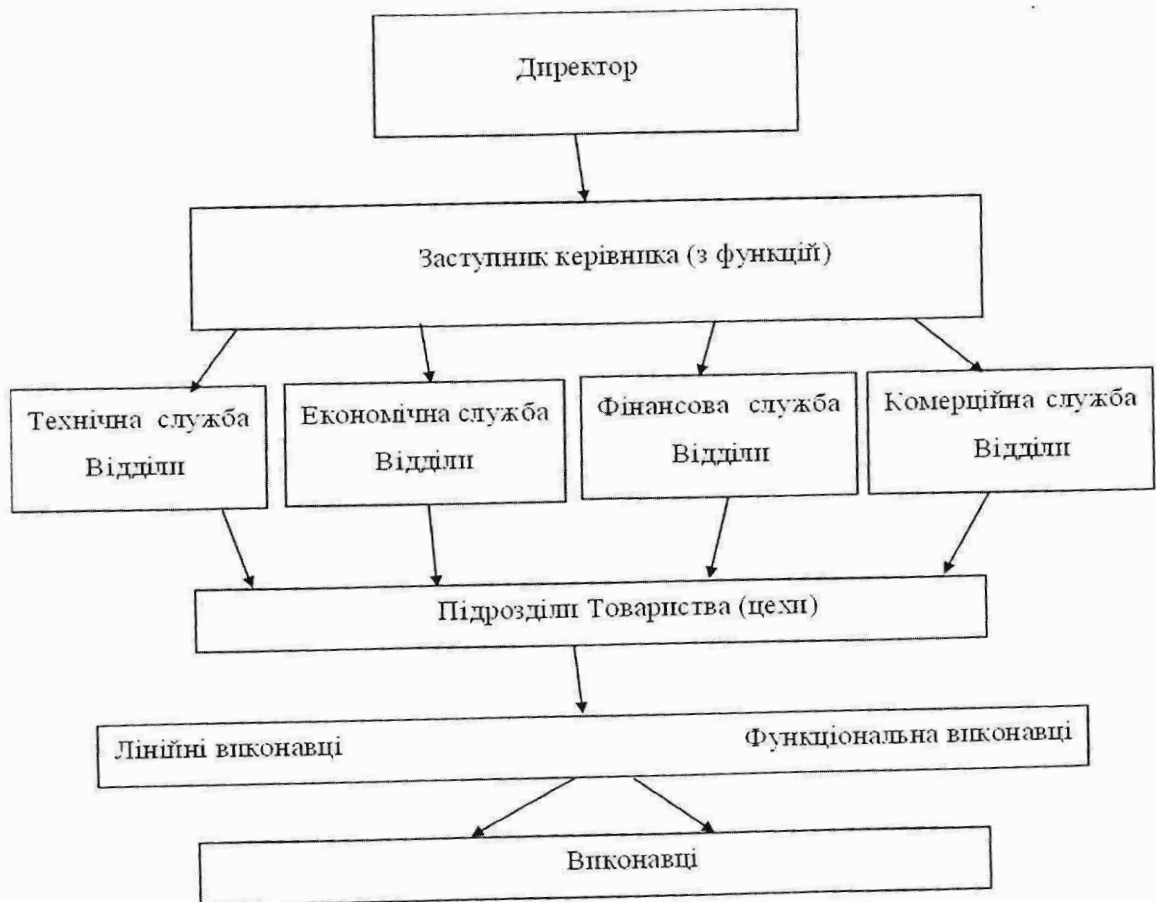 Директор
Заступник керівника (з функцій)
Технічна служба
Відділи
Економічна служба
Відділи
Фінансова служба
Відділи
Комерційна служба
Відділи
Підрозділи Товариства (цехи)
Лінійні виконавці Функціональна виконавці
Виконавці